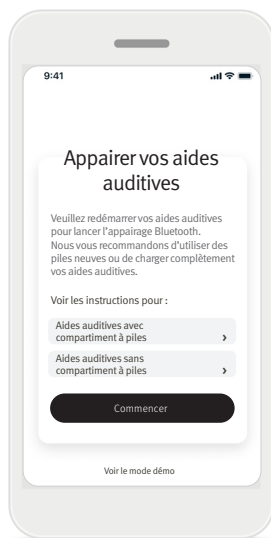 9:41
Appairer vos aides
auditives
Veuillez redémarrer vos aides auditives
pour lancer l'appairage Bluetooth.
Nous vous recommandons d'utiliser des
piles neuves ou de charger complètement
vos aides auditives.
Voir les instructions pour :
Aides auditives avec
compartiment à piles
Aides auditives sans
compartiment à piles
Commencer
Voir le mode démo